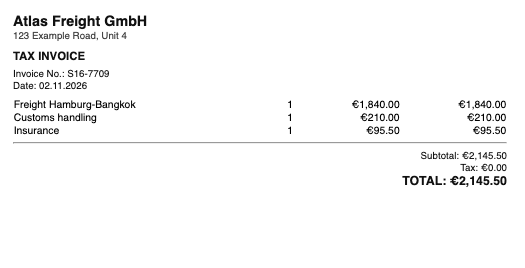 Atlas Freight GmbH
123 Example Road, Unit 4
TAX INVOICE
Invoice No.: S16-7709
Date: 02.11.2026
Freight Hamburg-Bangkok 1 €1,840.00 €1,840.00
Customs handling 1 €210.00 €210.00
Insurance 1 €95.50 €95.50
Subtotal: €2,145.50
Tax: €0.00
TOTAL: €2,145.50